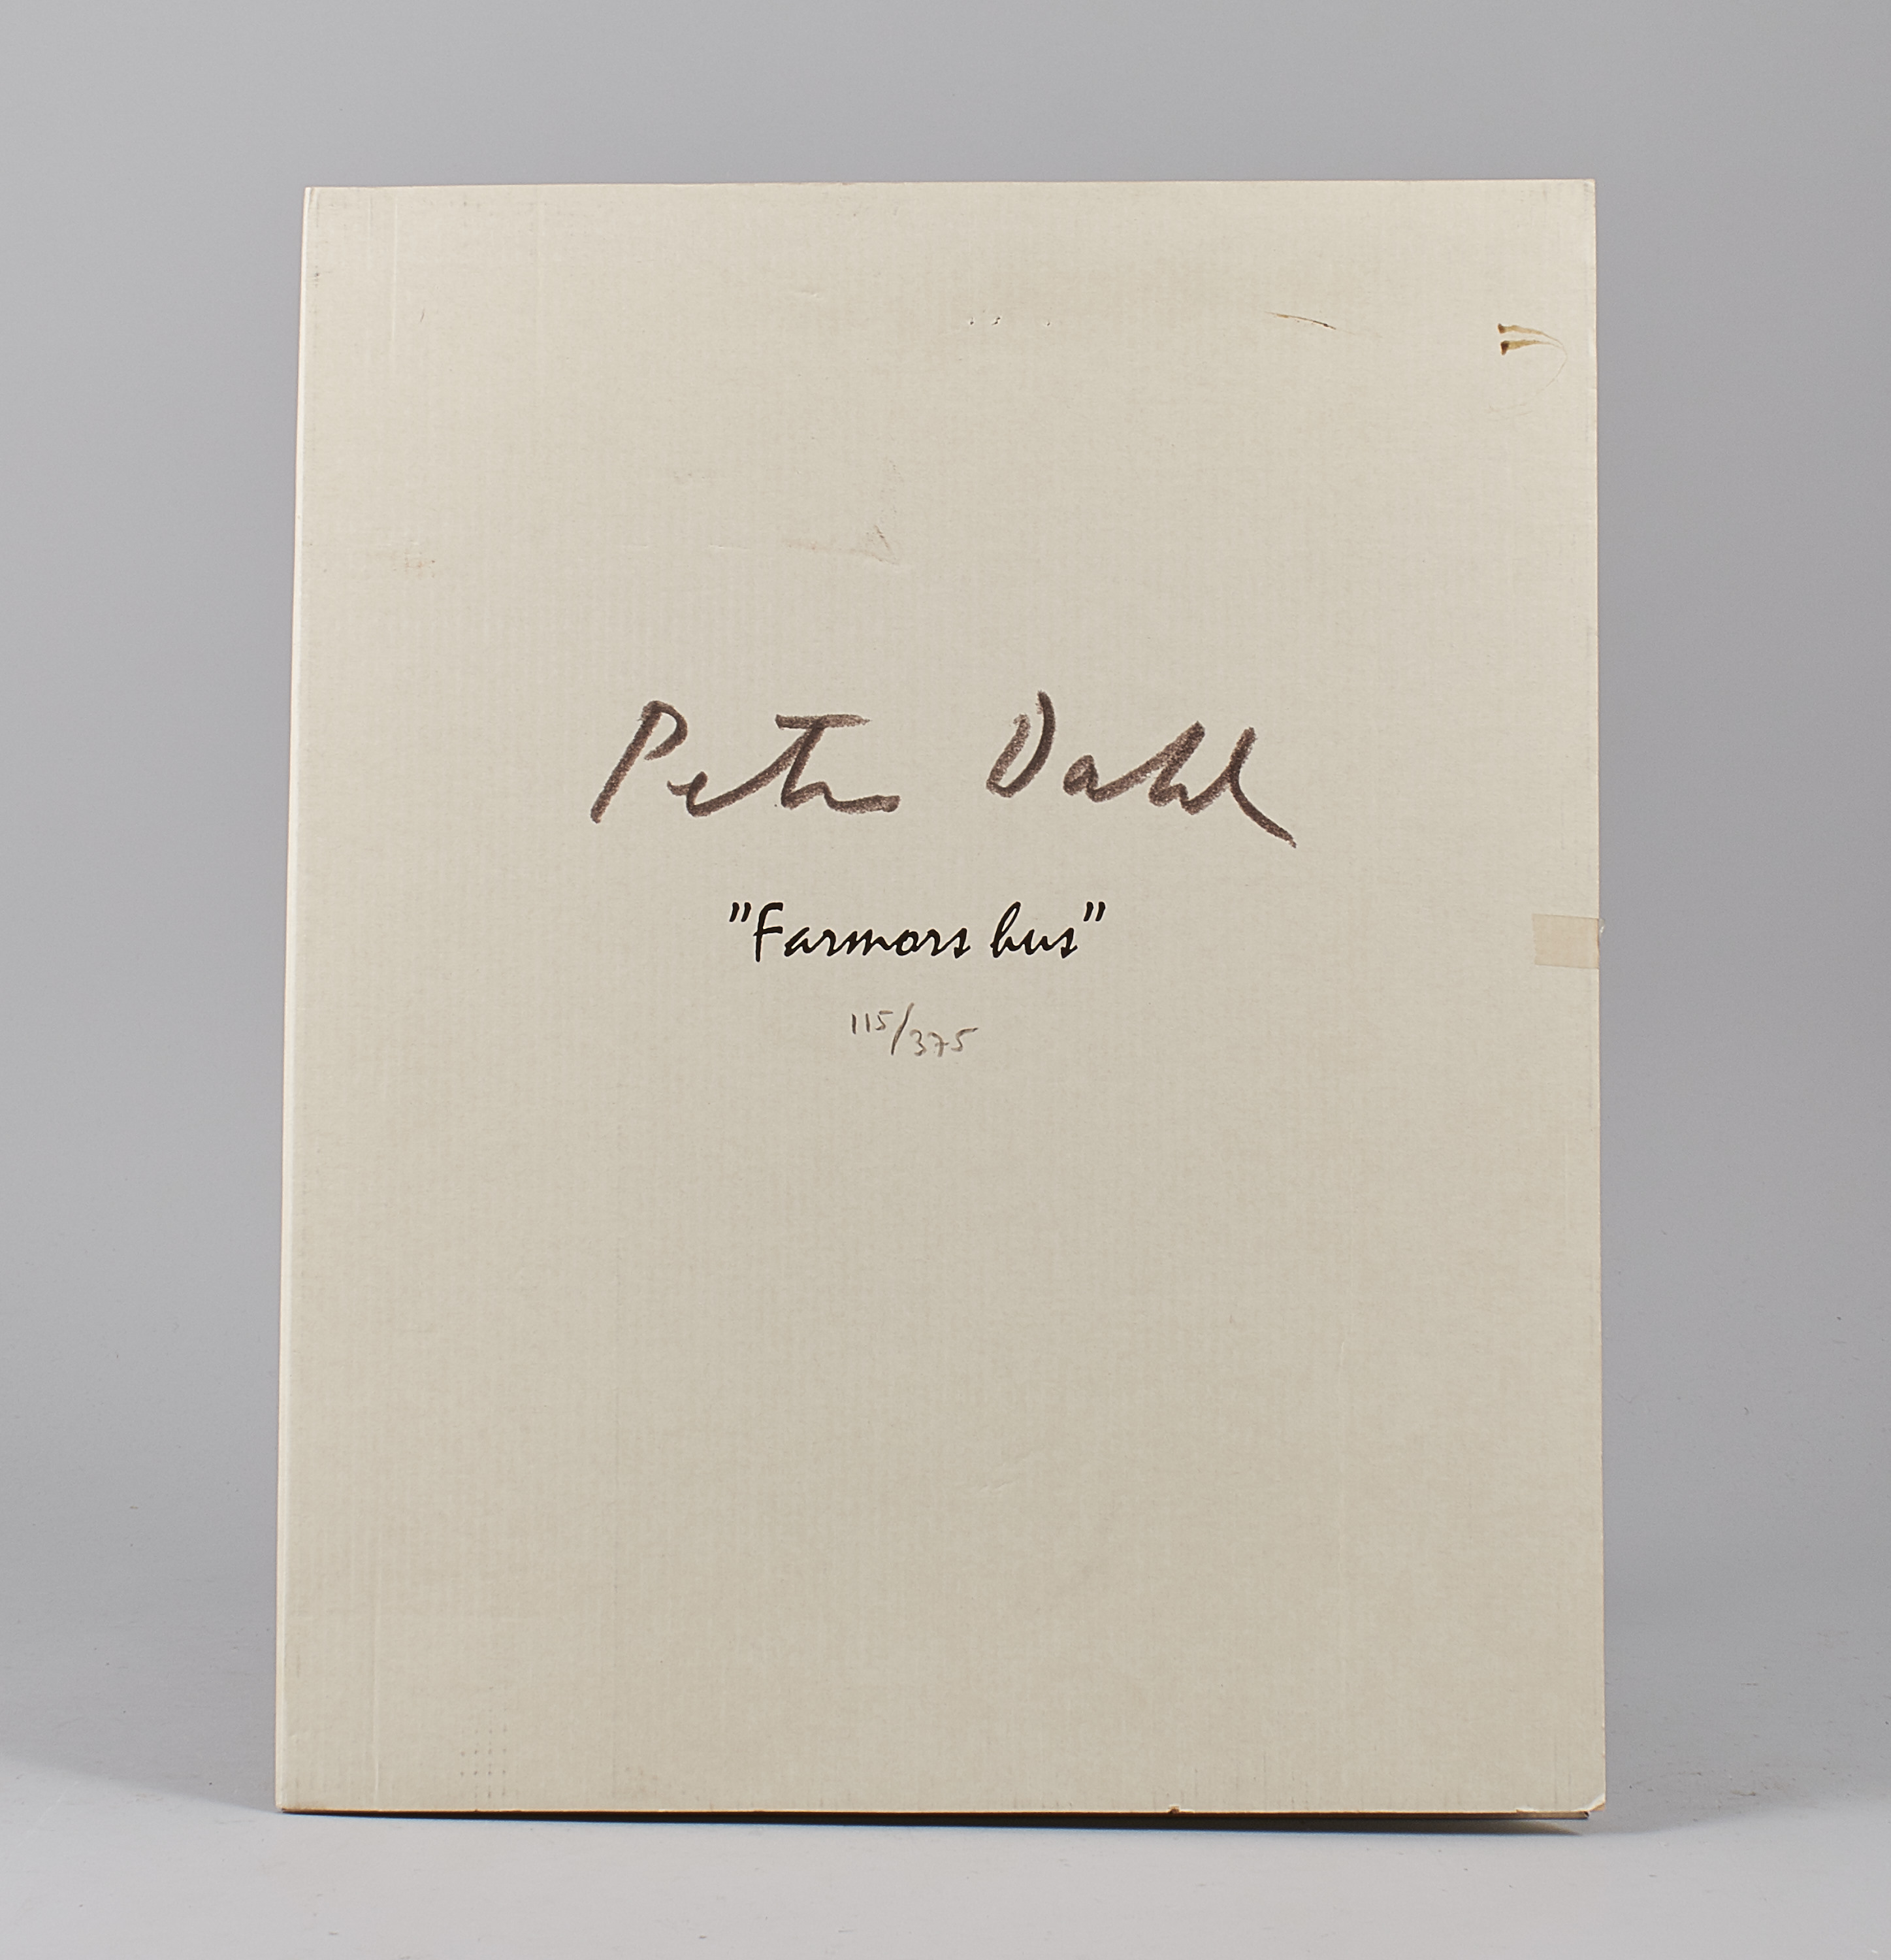 Peter Dahl
"Farmors hus"
115/375